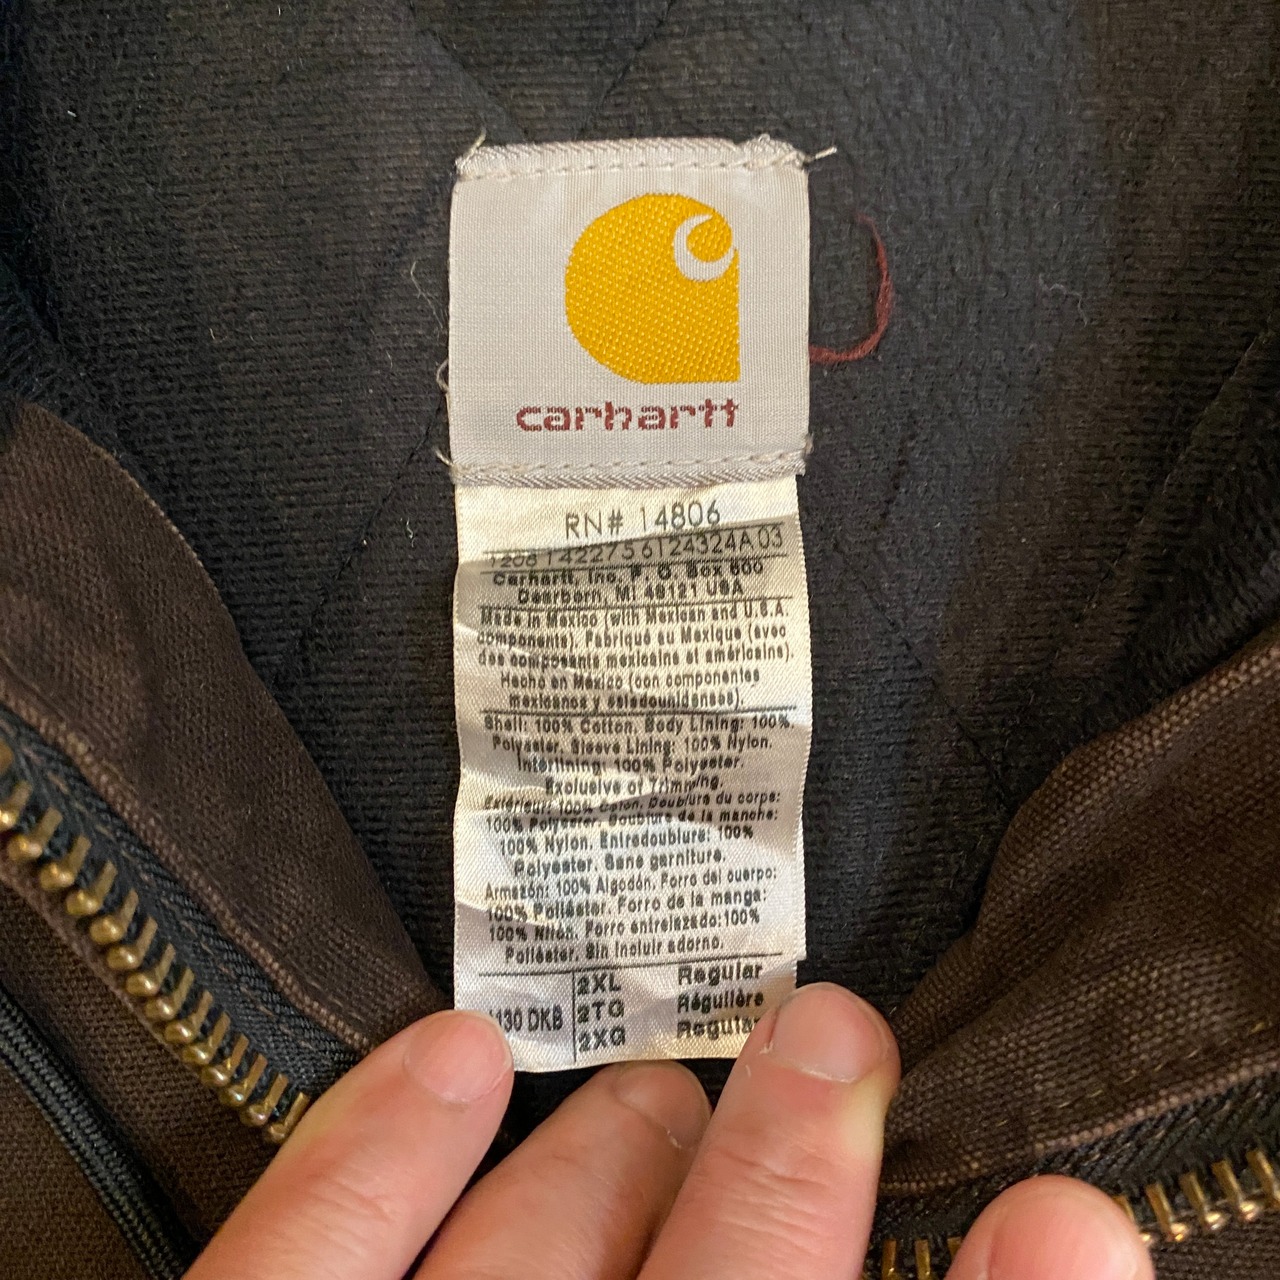 carhartt
RN# 14806
1208 142275 6124324A 03
Carhartt, Inc. P. O. Box 600
Dearborn, MI 48121 USA
Made in Mexico (with Mexican and U.S.A.
components). Fabriqué au Mexique (avec
des composants mexicains et américains).
Hecho en México (con componentes
mexicanos y estadounidenses).
Shell: 100% Cotton. Body Lining: 100%
Polyester. Sleeve Lining: 100% Nylon.
Interlining: 100% Polyester.
Exclusive of Trimming.
Extérieur: 100% Coton. Doublure du corps:
100% Polyester. Doublure de la manche:
100% Nylon. Entredoublure: 100%
Polyester. Sans garniture.
Armazón: 100% Algodón. Forro del cuerpo:
100% Poliéster. Forro de la manga:
100% Nilón. Forro entrelazado: 100%
Poliéster. Sin incluir adorno.
2XL Regular
130 DKB 2TG Régulière
2XG Regular